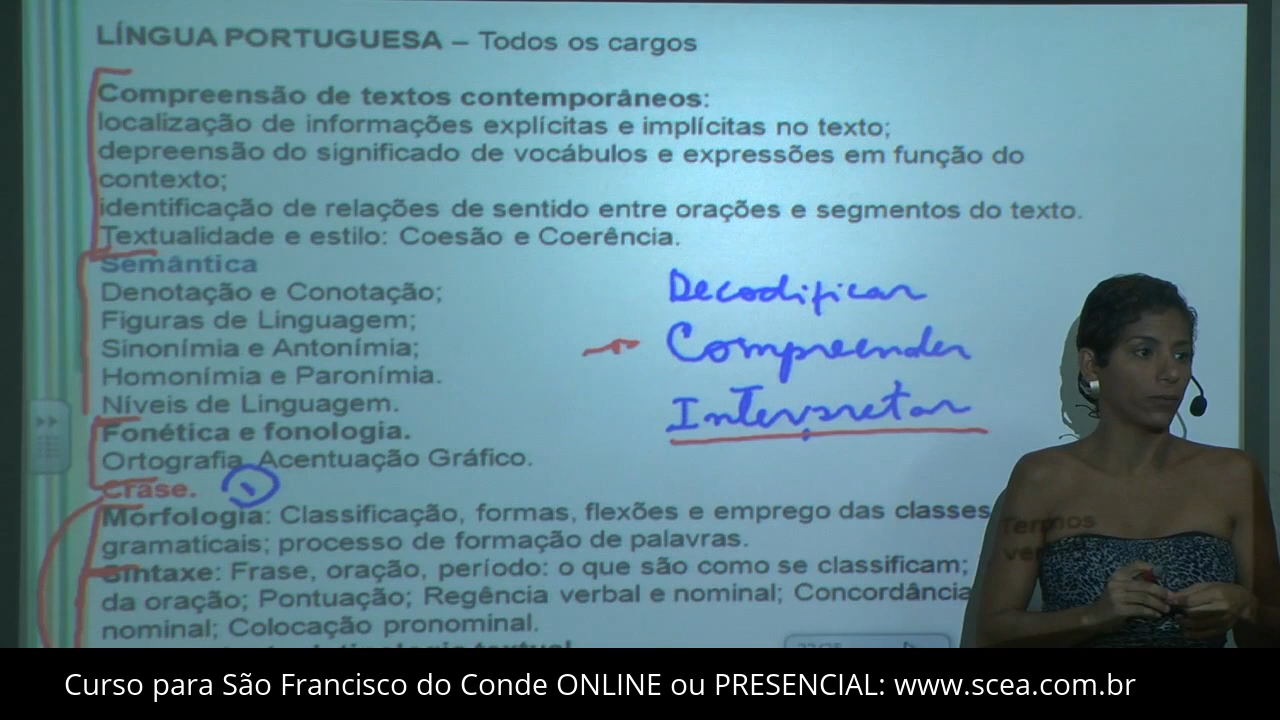 LÍNGUA PORTUGUESA – Todos os cargos
Compreensão de textos contemporâneos:
localização de informações explícitas e implícitas no texto;
depreensão do significado de vocábulos e expressões em função do
contexto;
identificação de relações de sentido entre orações e segmentos do texto.
Textualidade e estilo: Coesão e Coerência.
Semântica
Denotação e Conotação;
Figuras de Linguagem;
Sinonímia e Antonímia;
Homonímia e Paronímia.
Níveis de Linguagem.
Decodificar
Compreender
Interpretar
Fonética e fonologia.
Ortografia, Acentuação Gráfico.
Crase.
Morfologia: Classificação, formas, flexões e emprego das classes
gramaticais; processo de formação de palavras.
Sintaxe: Frase, oração, período: o que são como se classificam; Termos
da oração; Pontuação; Regência verbal e nominal; Concordância
nominal; Colocação pronominal.
Curso para São Francisco do Conde ONLINE ou PRESENCIAL: www.scea.com.br